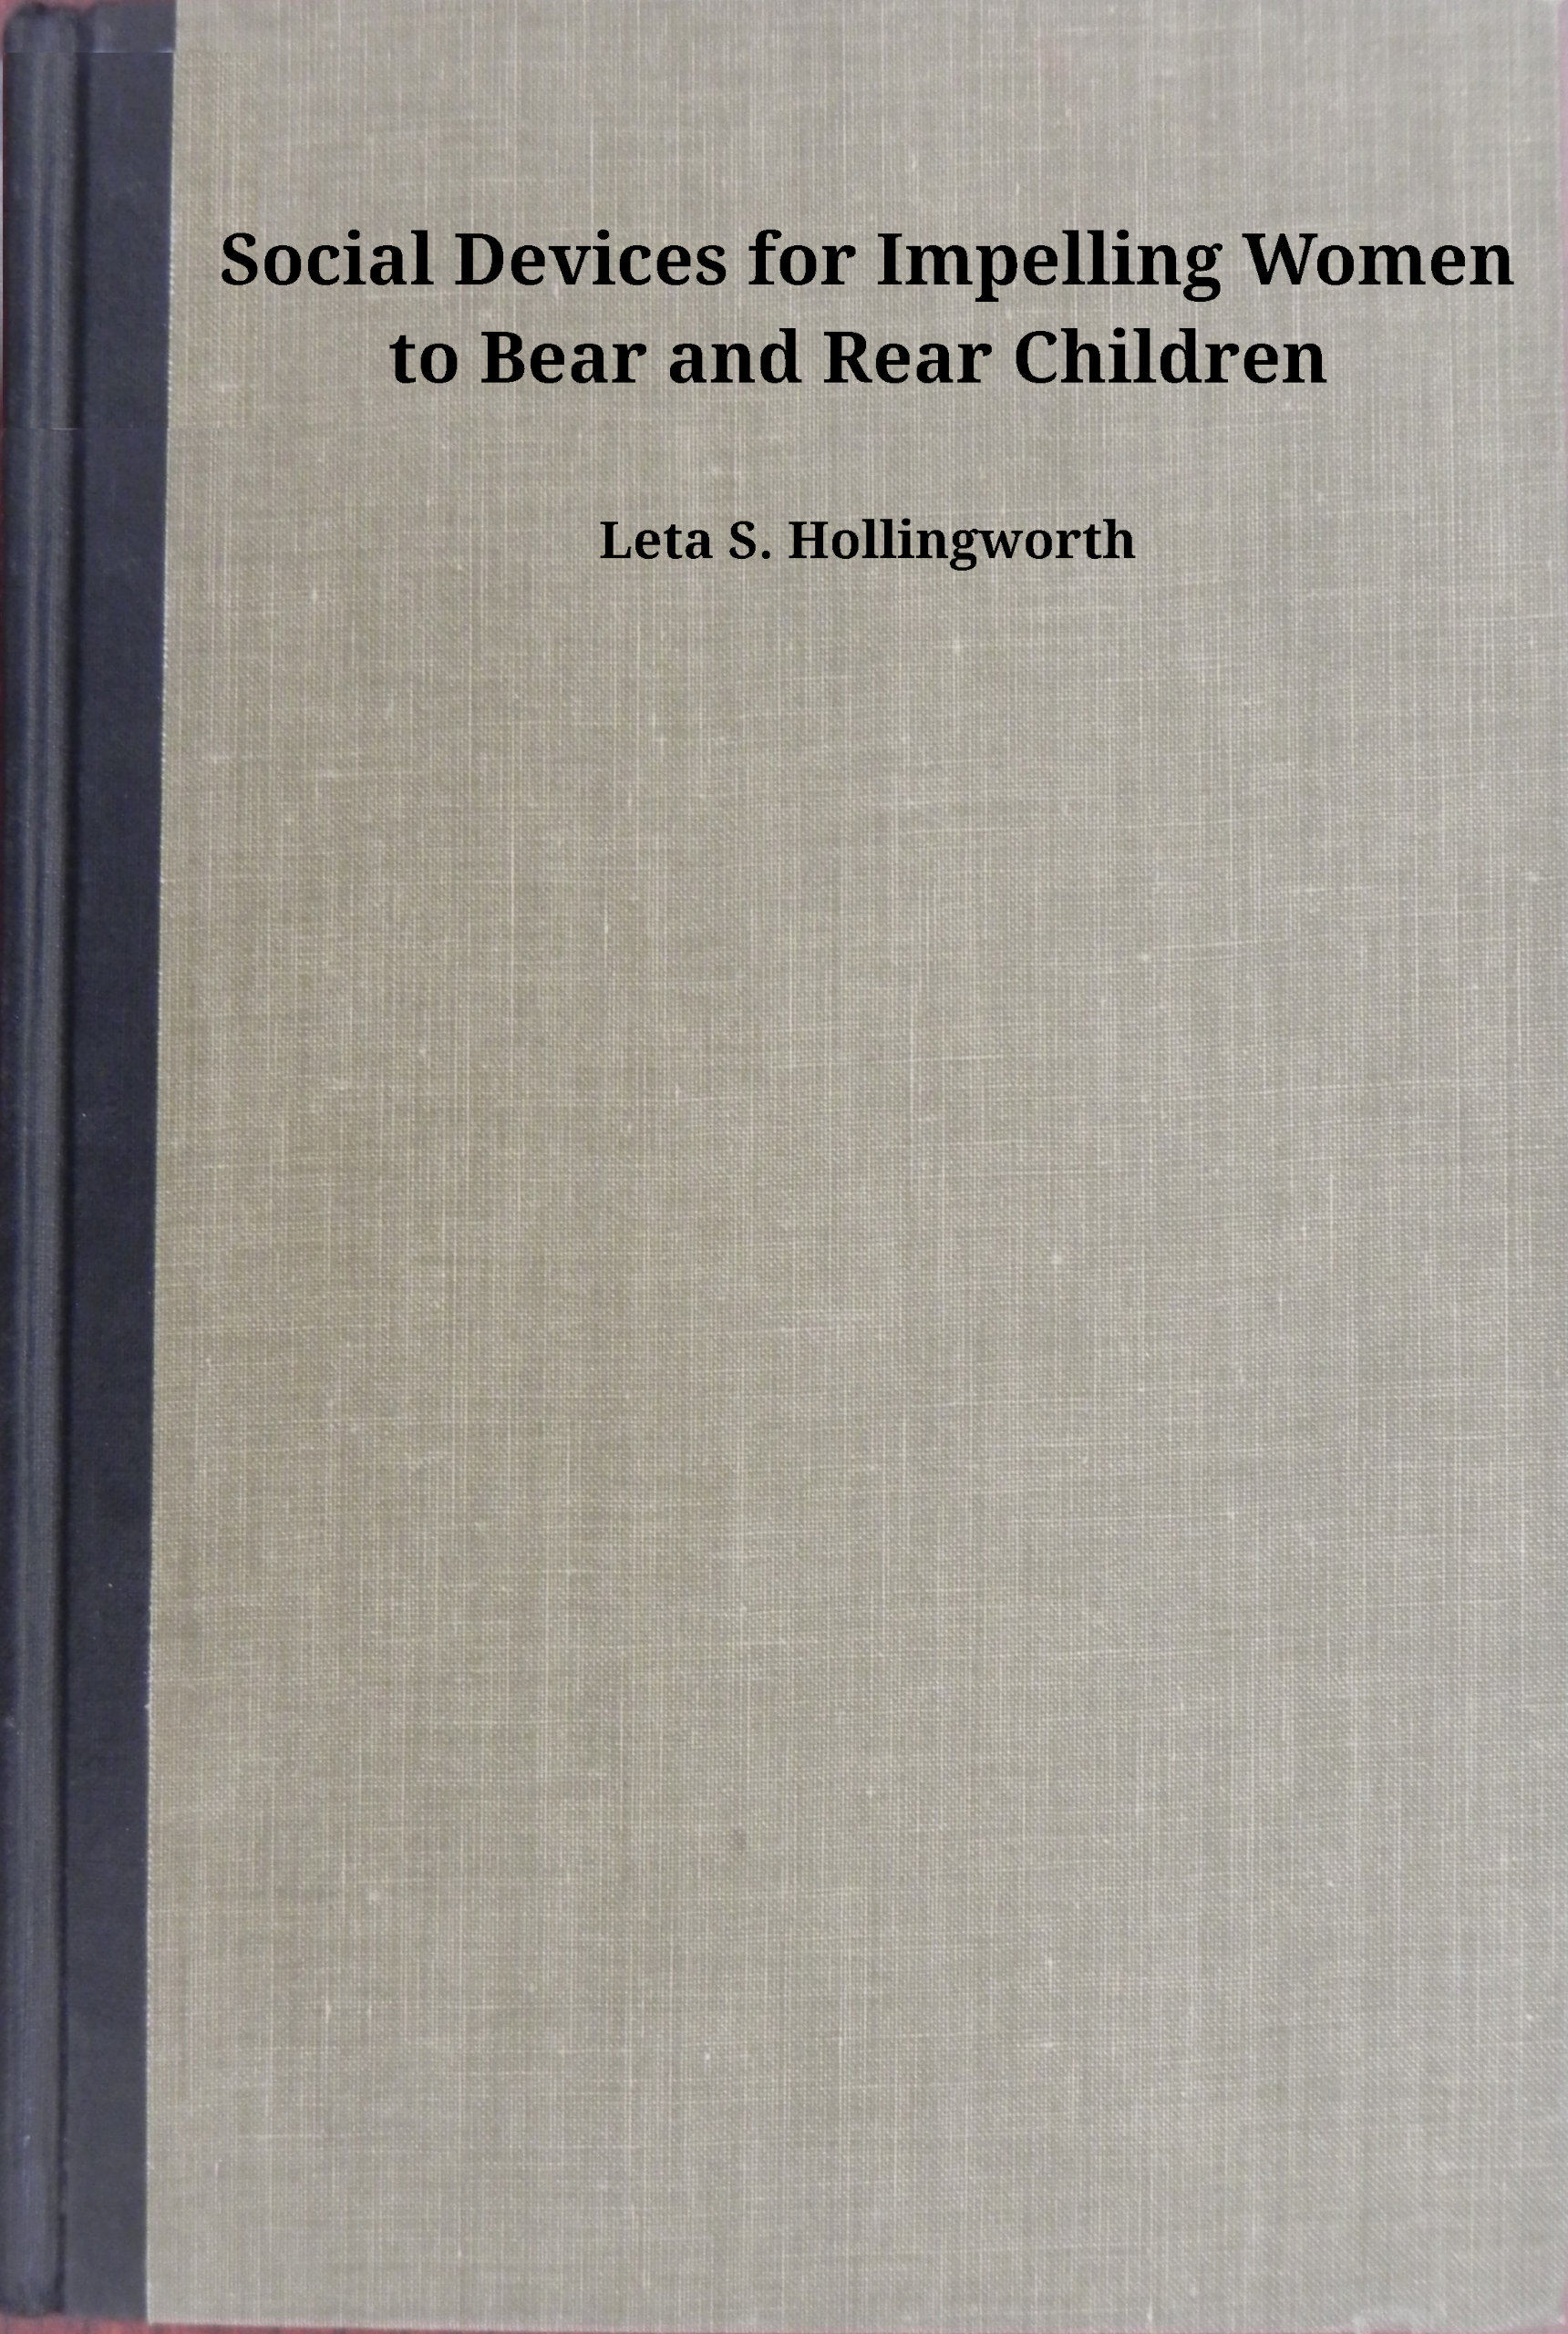 Social Devices for Impelling Women
to Bear and Rear Children
Leta S. Hollingworth